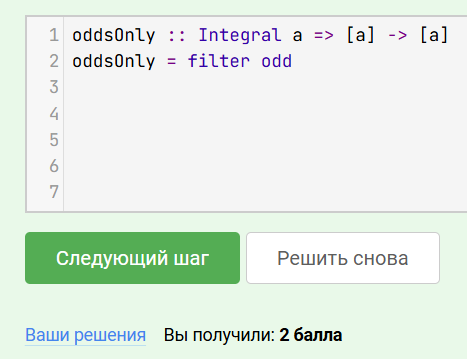 1 oddsOnly :: Integral a => [a] -> [a]
2 oddsOnly = filter odd
3
4
5
6
7
Следующий шаг Решить снова
Ваши решения Вы получили: 2 балла